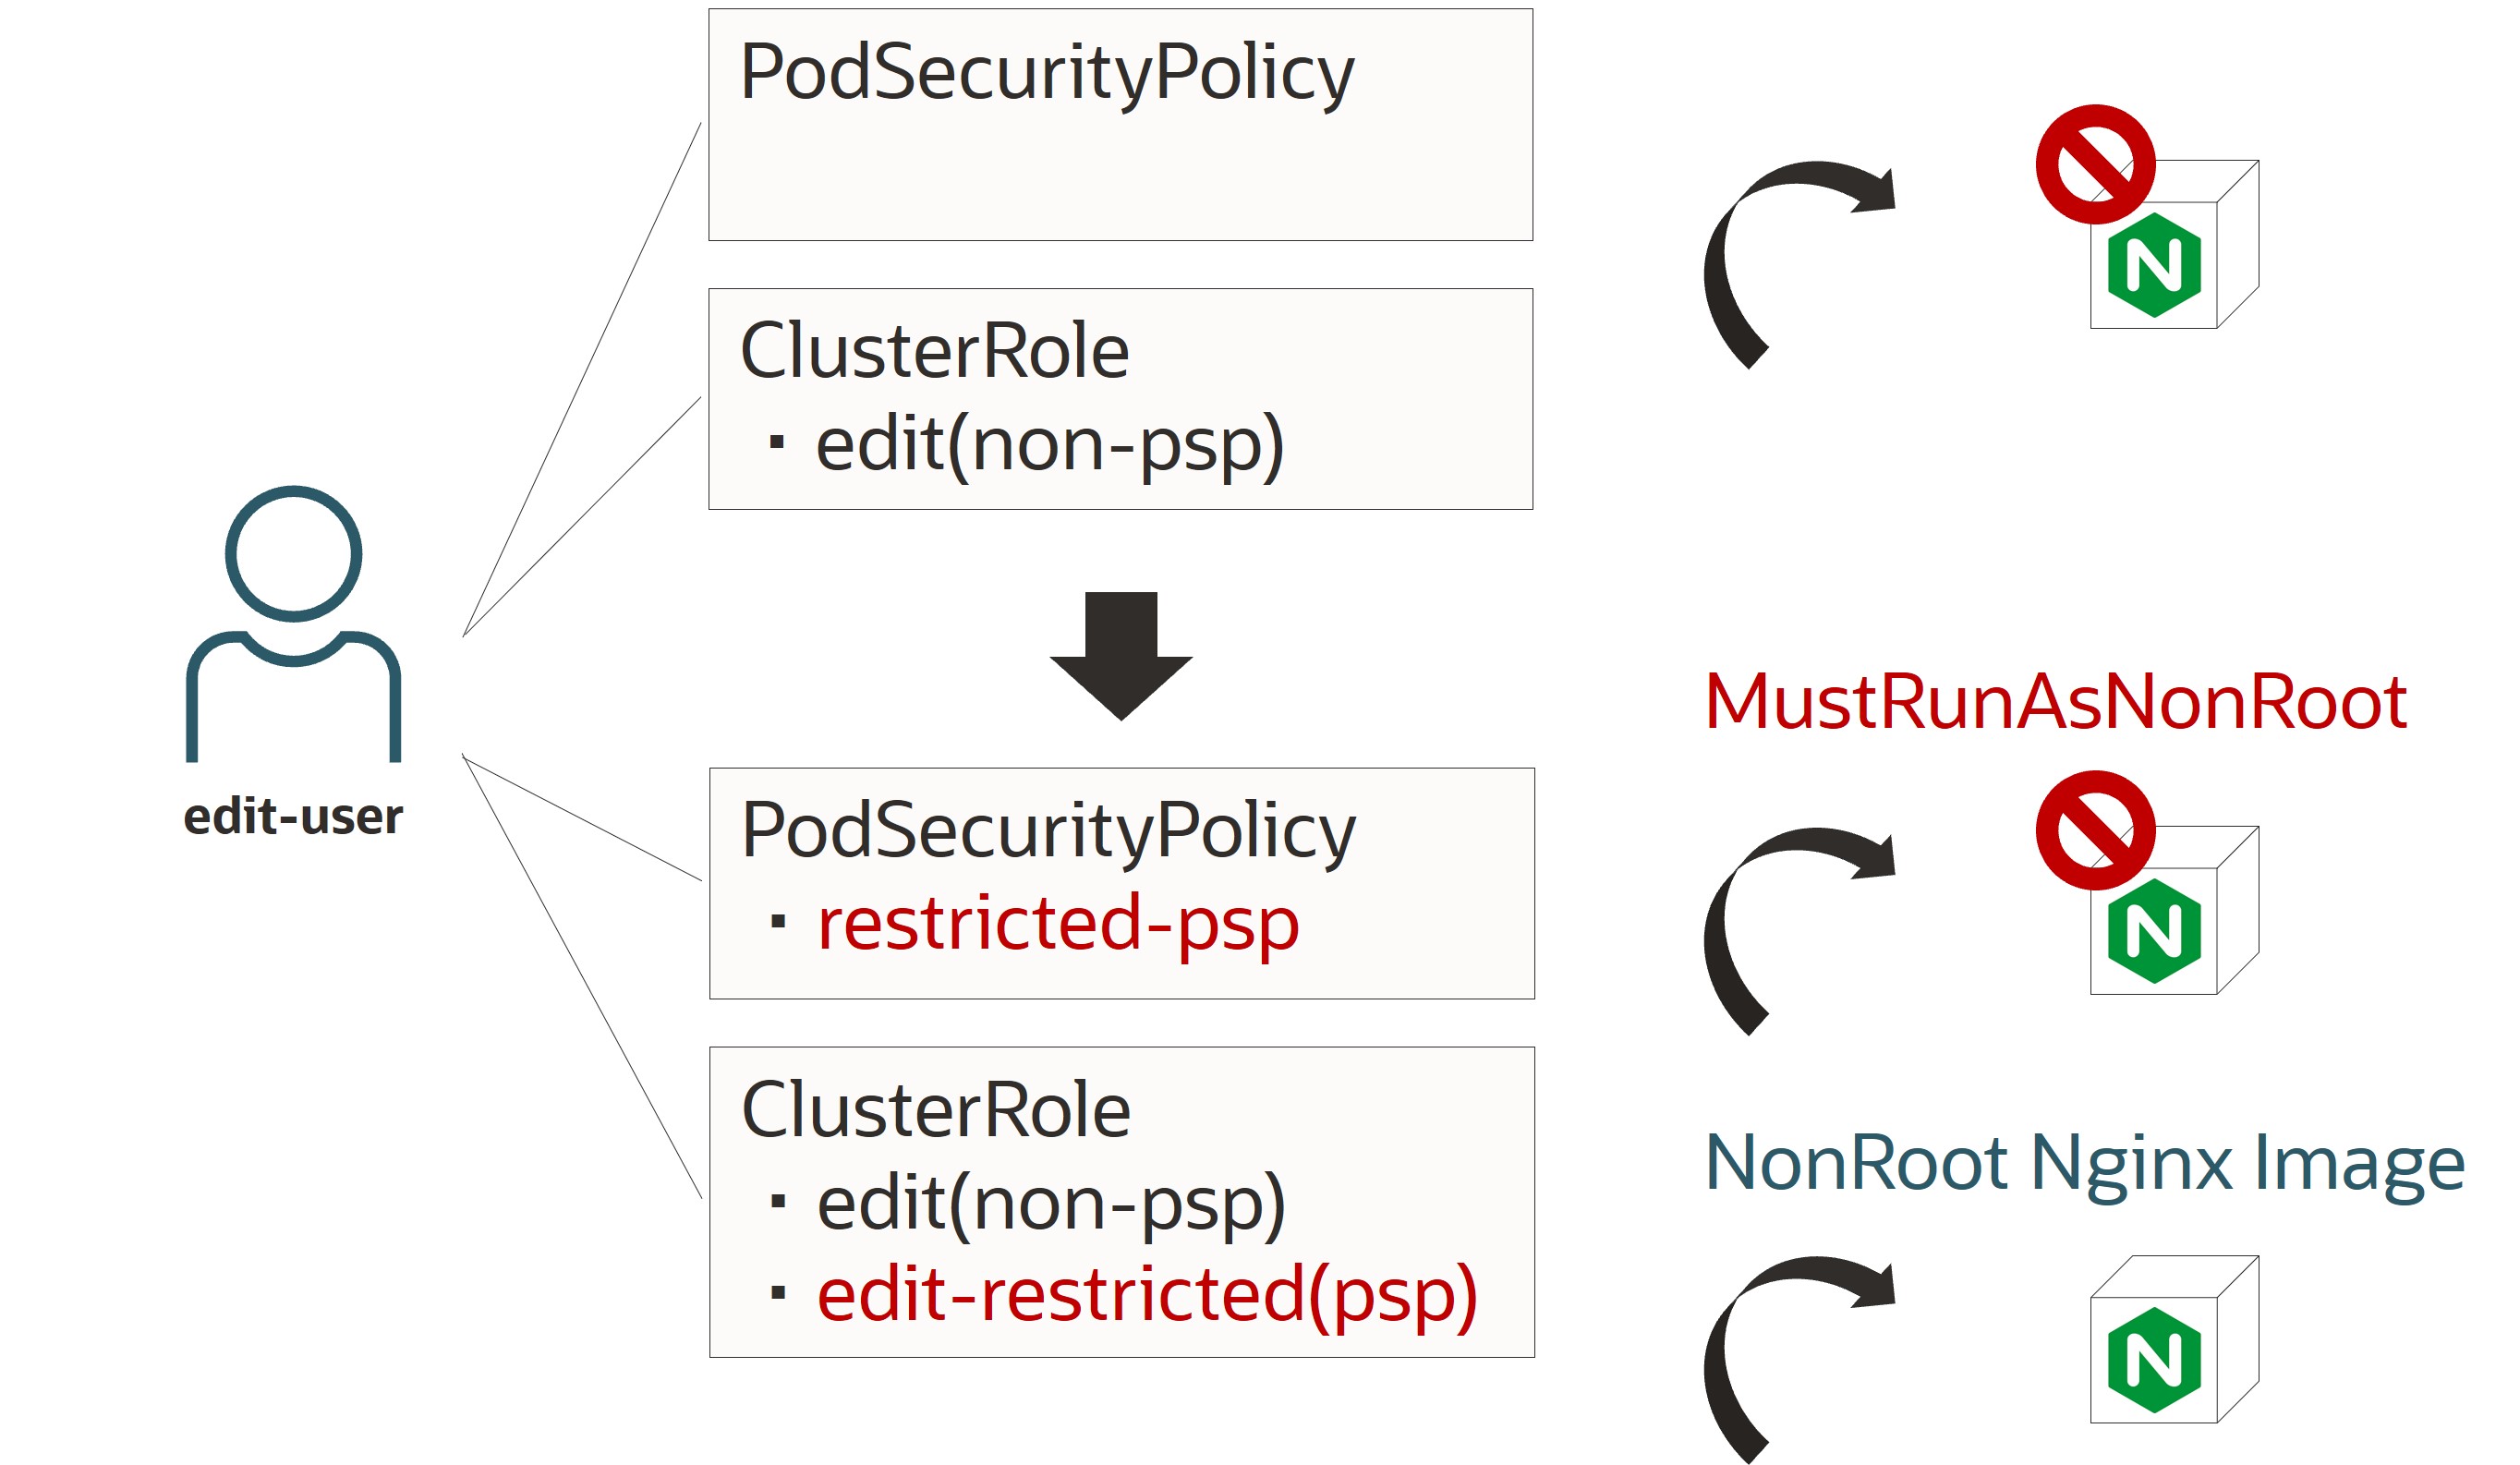 PodSecurityPolicy
ClusterRole
▪ edit(non-psp)
edit-user
MustRunAsNonRoot
PodSecurityPolicy
▪ restricted-psp
ClusterRole
▪ edit(non-psp)
▪ edit-restricted(psp)
NonRoot Nginx Image
N
N
N